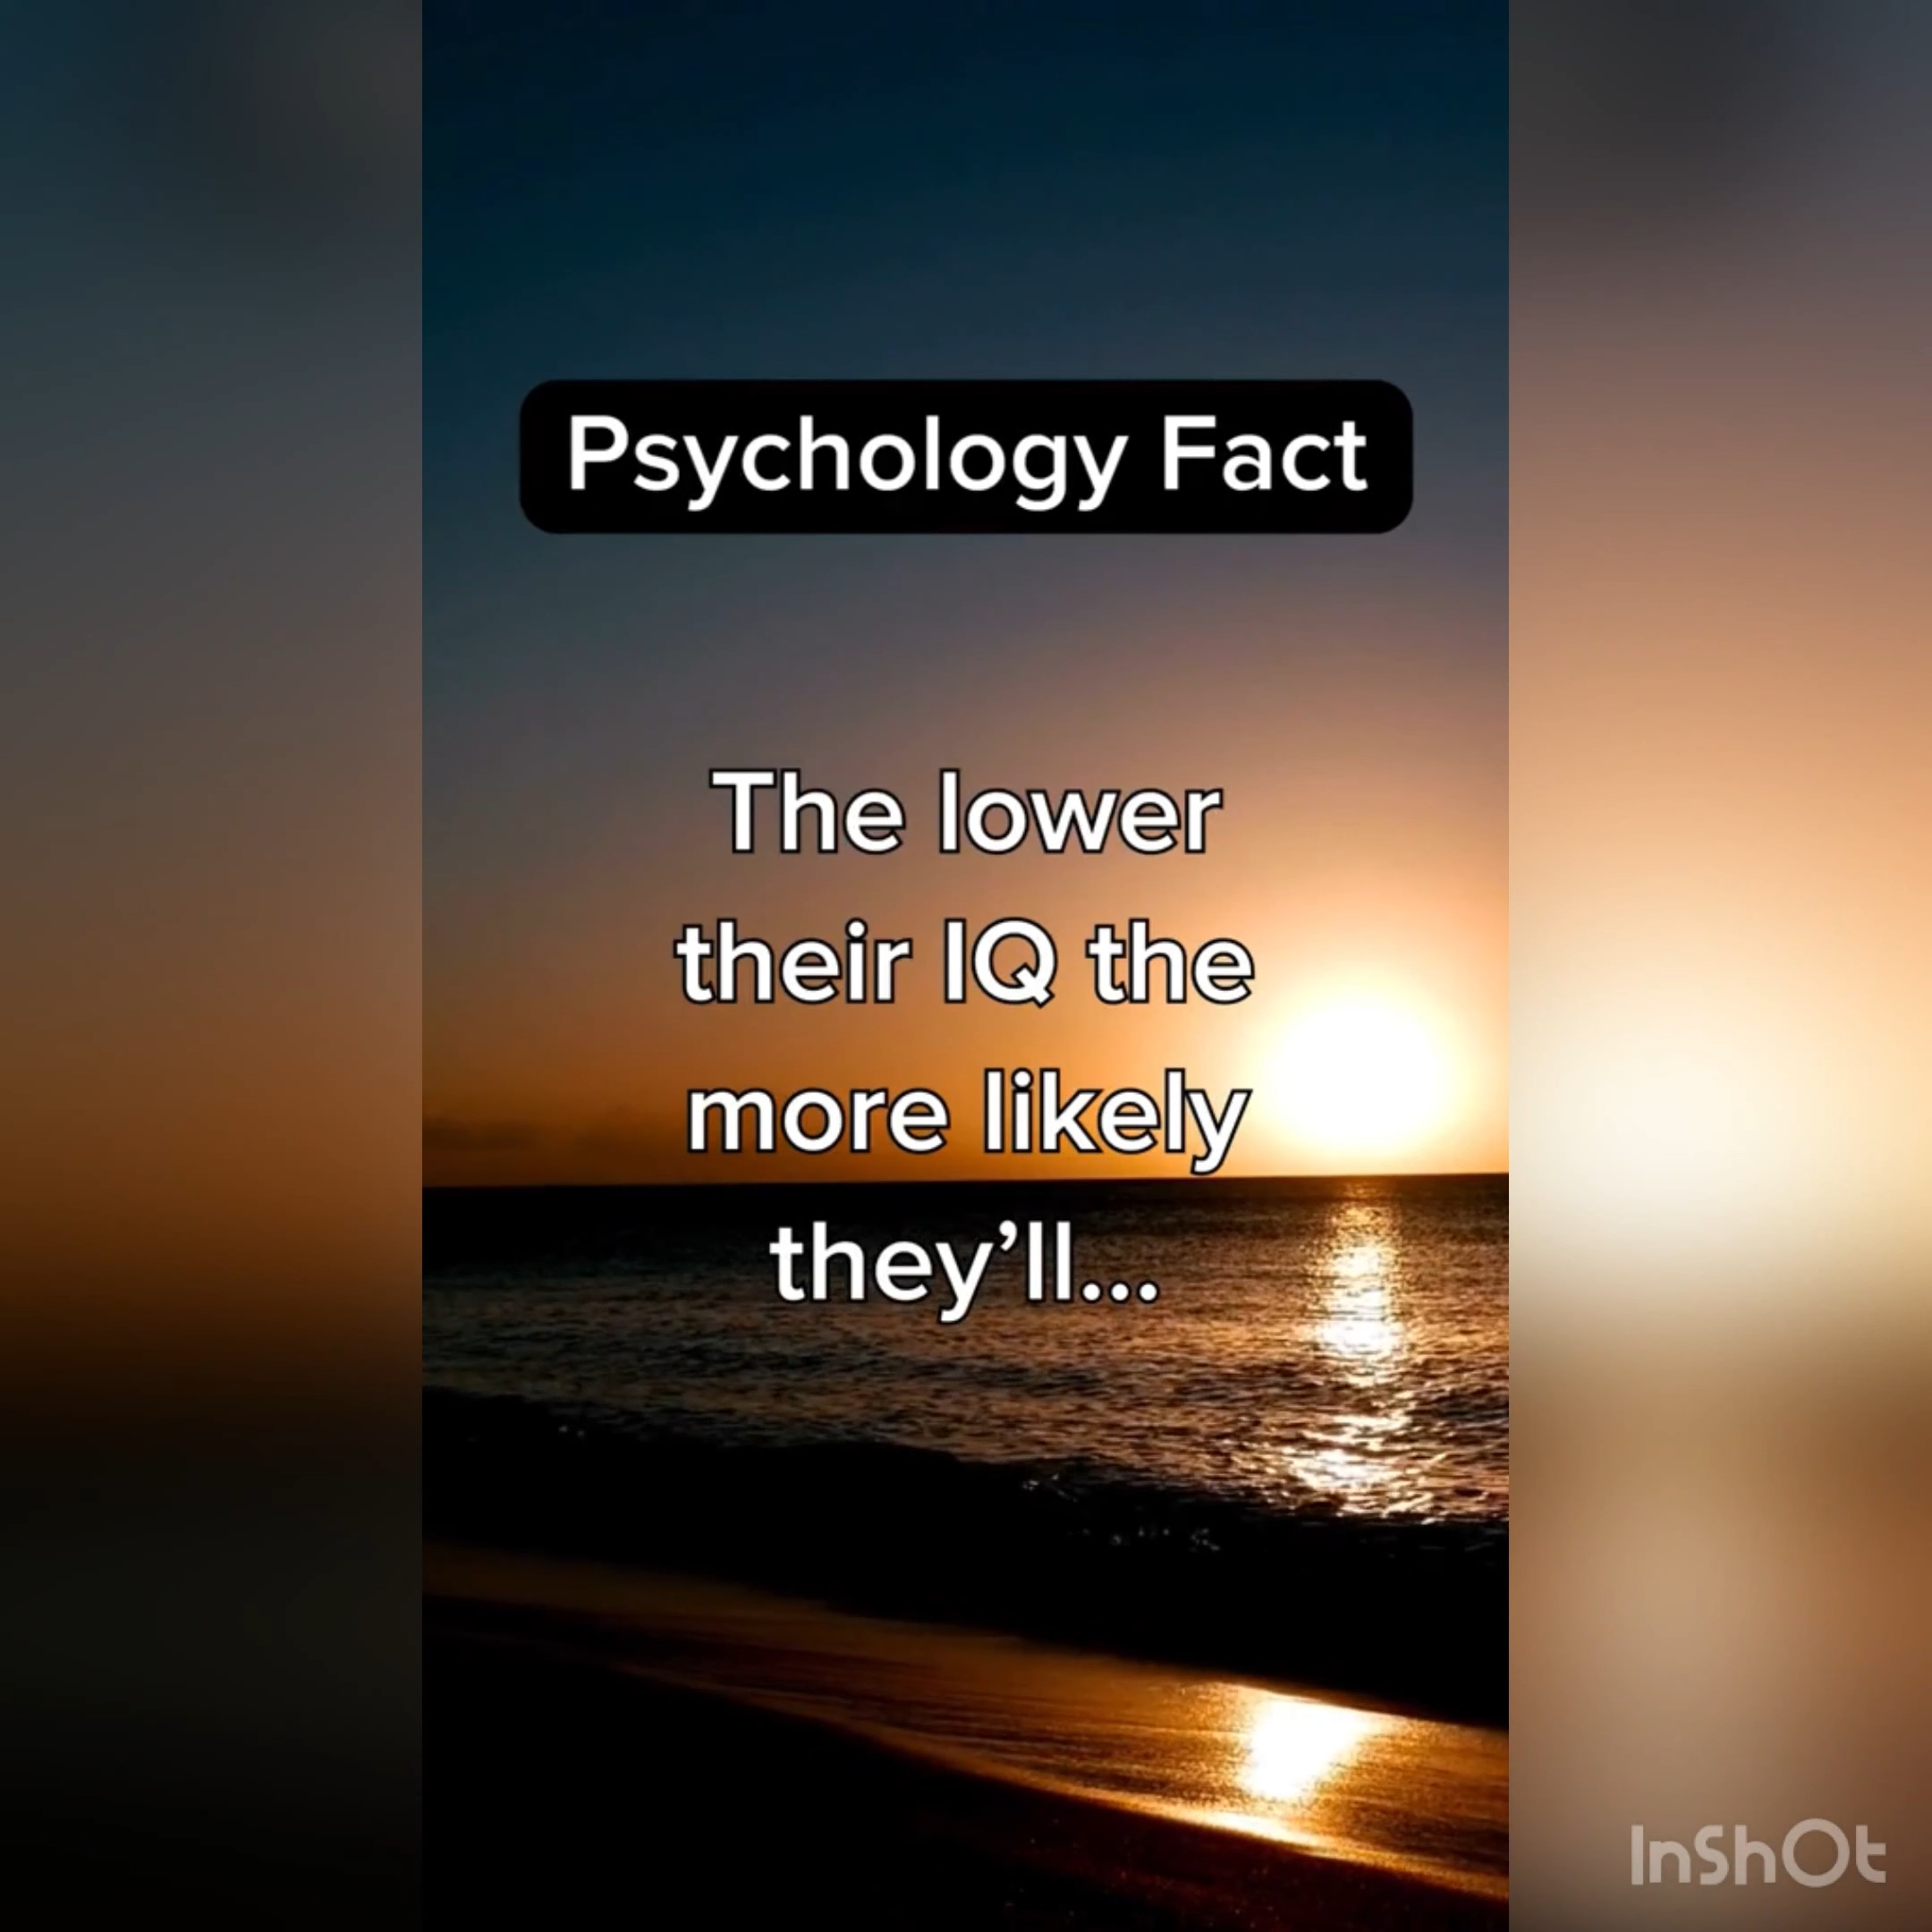 Psychology Fact
The lower
their IQ the
more likely
they’ll...
InShOt